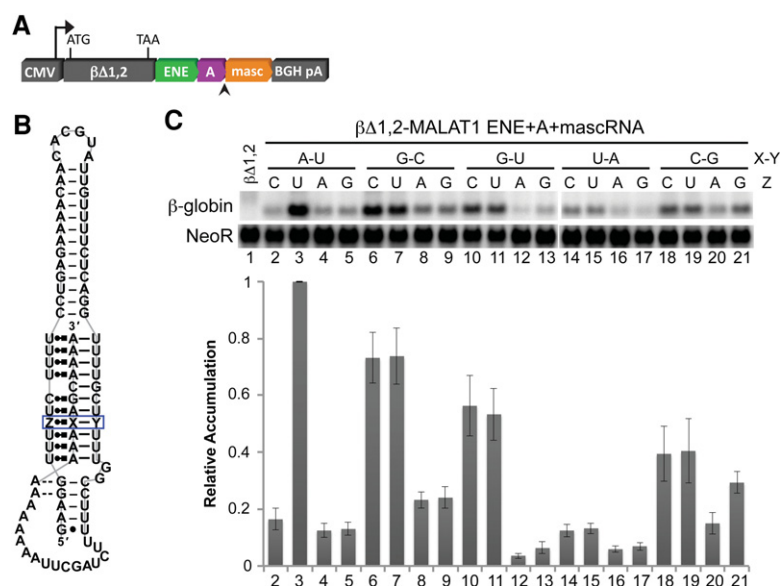 A
ATG TAA
CMV βΔ1,2 ENE A masc BGH pA
B
3′
Z X Y
5′
C
βΔ1,2-MALAT1 ENE+A+mascRNA
βΔ1,2
A-U G-C G-U U-A C-G X-Y
C U A G C U A G C U A G C U A G C U A G Z
β-globin
NeoR
1 2 3 4 5 6 7 8 9 10 11 12 13 14 15 16 17 18 19 20 21
Relative Accumulation
1
0.8
0.6
0.4
0.2
0
2 3 4 5 6 7 8 9 10 11 12 13 14 15 16 17 18 19 20 21